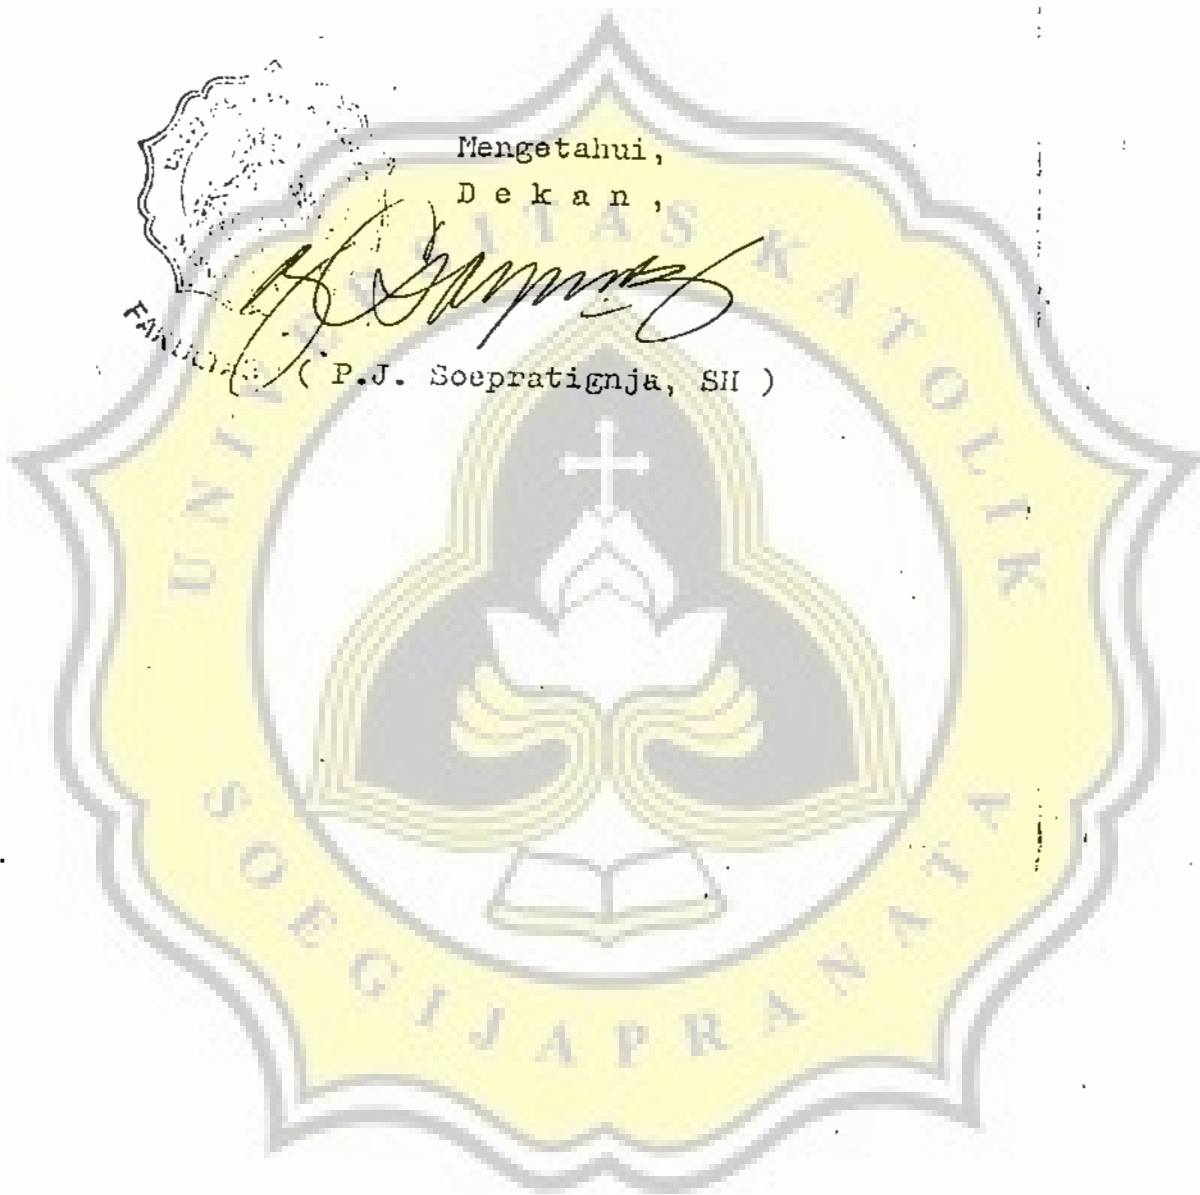 Mengetahui,
D e k a n ,
( P.J. Soepratignja, SH )
UNIVERSITAS KATOLIK
SOEGIJAPRANATA